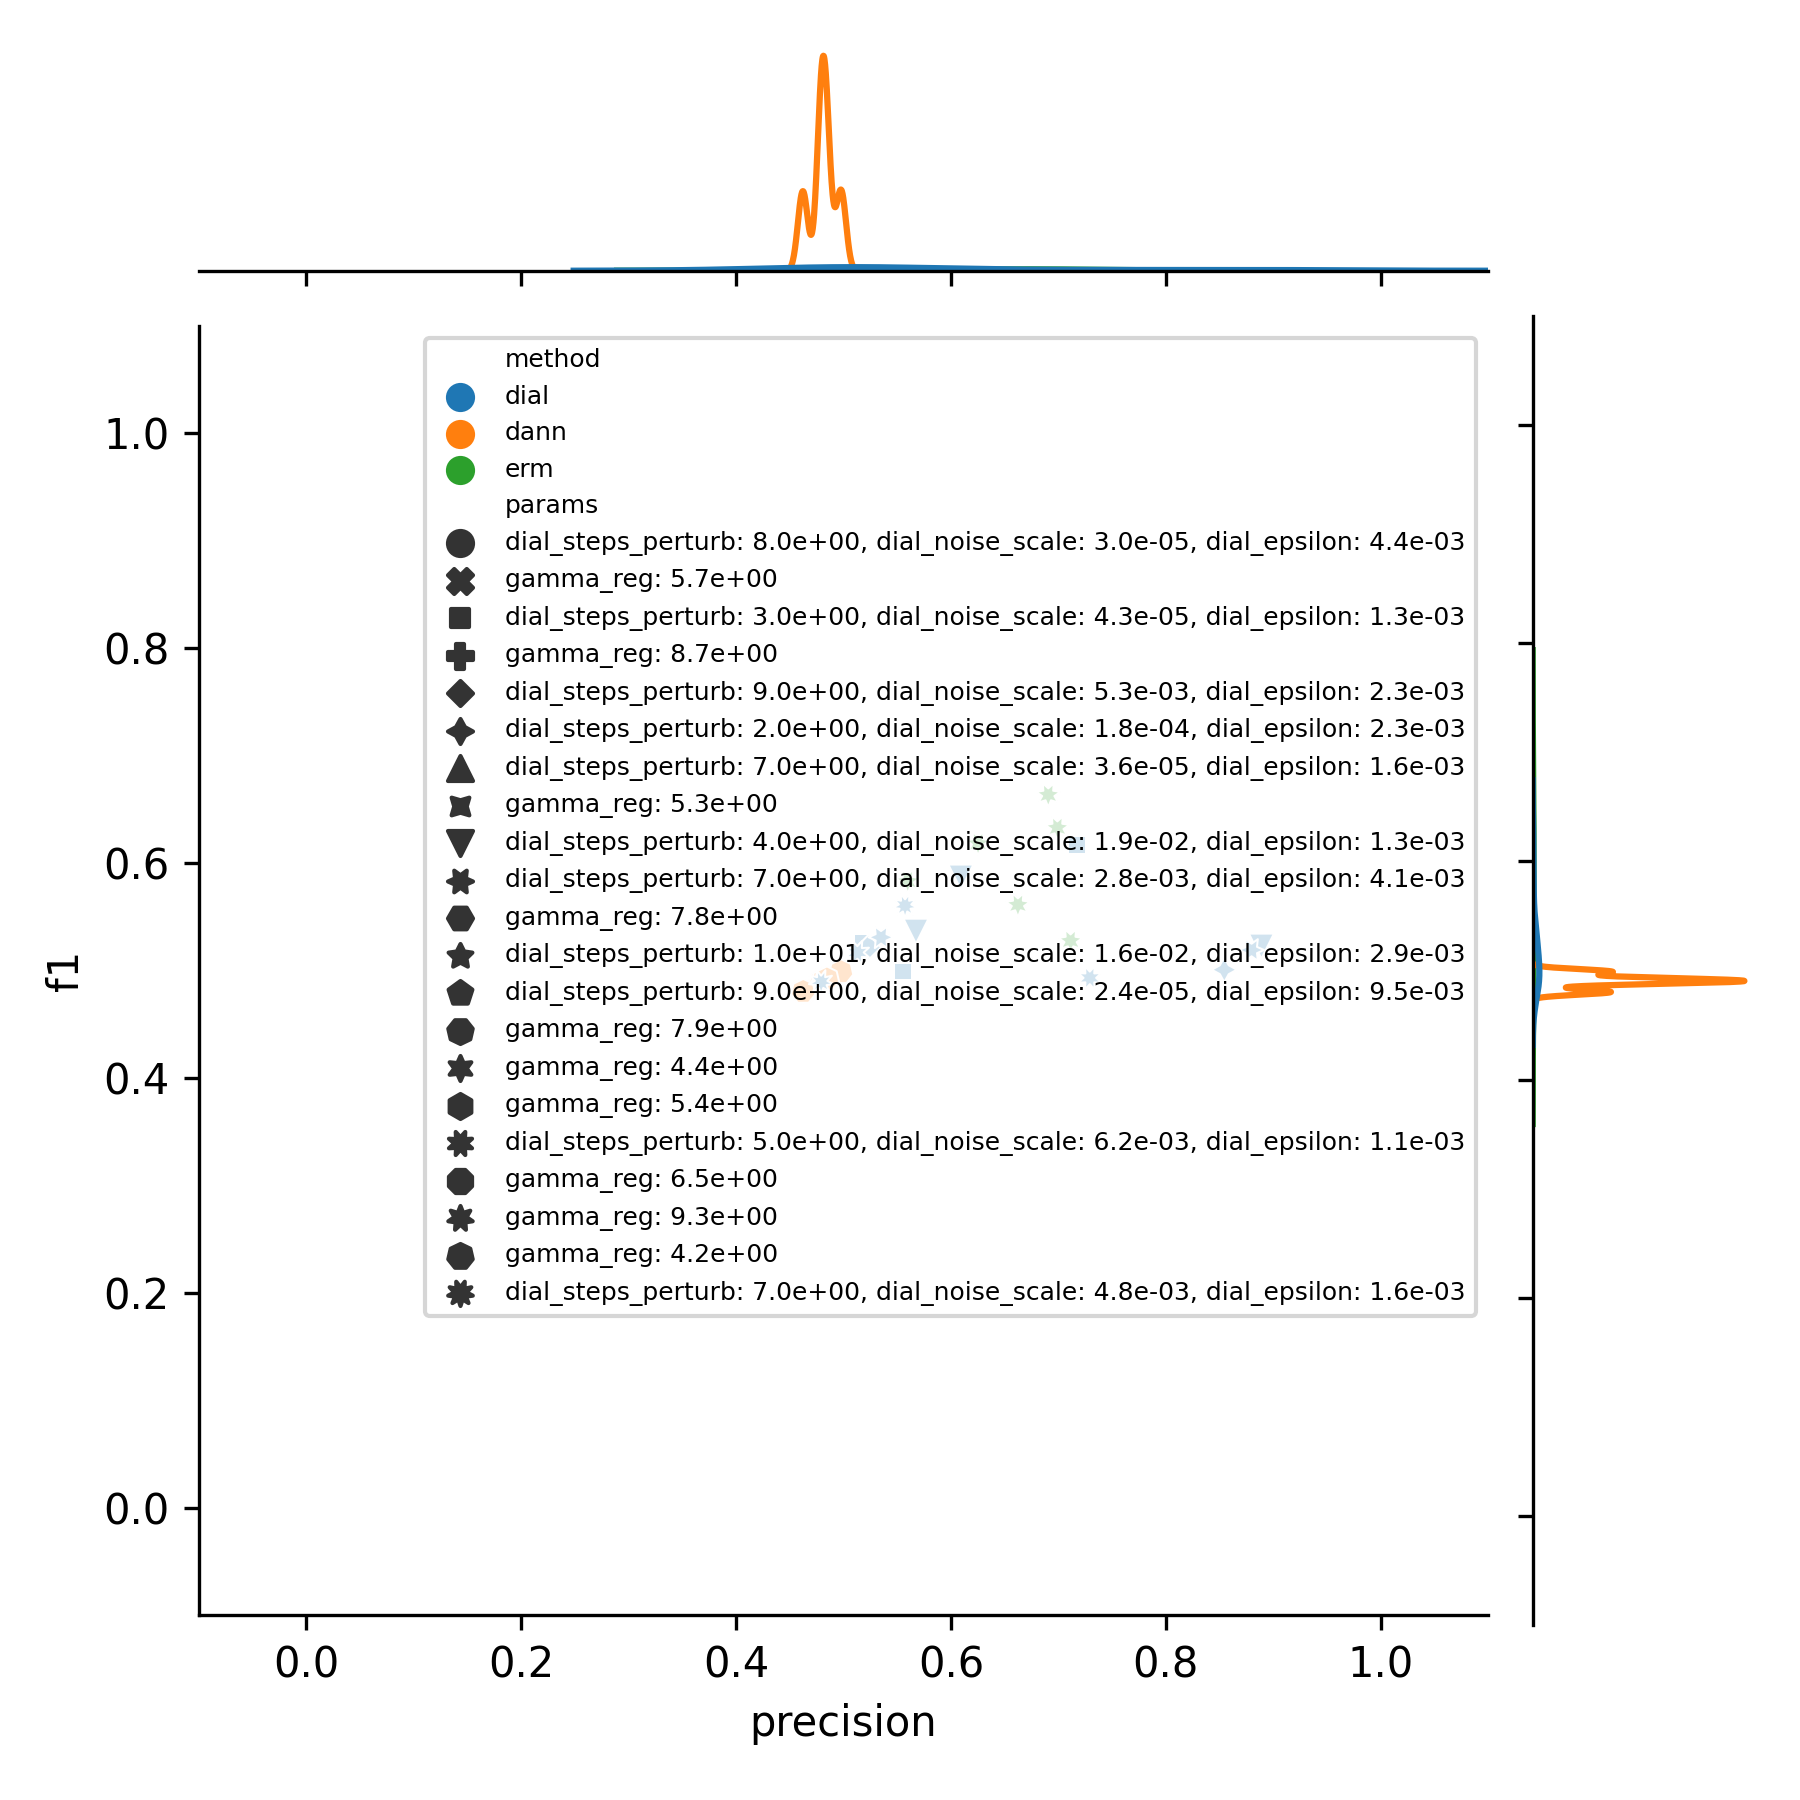 method
dial
dann
erm
params
dial_steps_perturb: 8.0e+00, dial_noise_scale: 3.0e-05, dial_epsilon: 4.4e-03
gamma_reg: 5.7e+00
dial_steps_perturb: 3.0e+00, dial_noise_scale: 4.3e-05, dial_epsilon: 1.3e-03
gamma_reg: 8.7e+00
dial_steps_perturb: 9.0e+00, dial_noise_scale: 5.3e-03, dial_epsilon: 2.3e-03
dial_steps_perturb: 2.0e+00, dial_noise_scale: 1.8e-04, dial_epsilon: 2.3e-03
dial_steps_perturb: 7.0e+00, dial_noise_scale: 3.6e-05, dial_epsilon: 1.6e-03
gamma_reg: 5.3e+00
dial_steps_perturb: 4.0e+00, dial_noise_scale: 1.9e-02, dial_epsilon: 1.3e-03
dial_steps_perturb: 7.0e+00, dial_noise_scale: 2.8e-03, dial_epsilon: 4.1e-03
gamma_reg: 7.8e+00
dial_steps_perturb: 1.0e+01, dial_noise_scale: 1.6e-02, dial_epsilon: 2.9e-03
dial_steps_perturb: 9.0e+00, dial_noise_scale: 2.4e-05, dial_epsilon: 9.5e-03
gamma_reg: 7.9e+00
gamma_reg: 4.4e+00
gamma_reg: 5.4e+00
dial_steps_perturb: 5.0e+00, dial_noise_scale: 6.2e-03, dial_epsilon: 1.1e-03
gamma_reg: 6.5e+00
gamma_reg: 9.3e+00
gamma_reg: 4.2e+00
dial_steps_perturb: 7.0e+00, dial_noise_scale: 4.8e-03, dial_epsilon: 1.6e-03
1.0
0.8
0.6
0.4
0.2
0.0
f1
0.0 0.2 0.4 0.6 0.8 1.0
precision